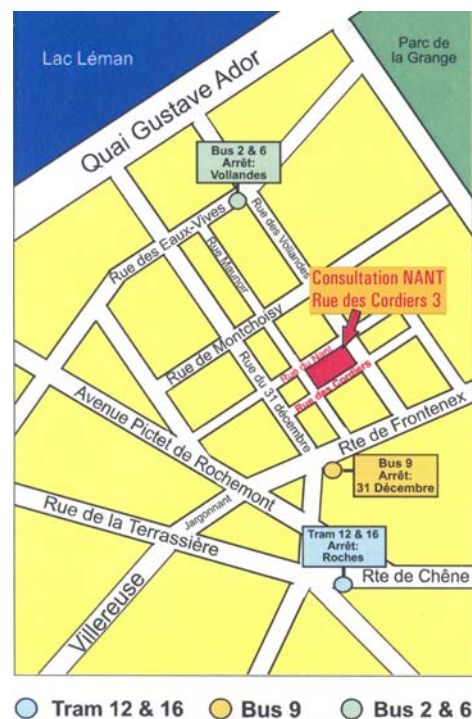 Lac Léman
Parc de
la Grange
Quai Gustave Ador
Bus 2 & 6
Arrêt:
Vollandes
Rue des Eaux-Vives
Rue Maunoir
Rue des Vollandes
Consultation NANT
Rue des Cordiers 3
Rue de Montchoisy
Rue du Nant
Rue des Cordiers
Rue du 31 décembre
Rte de Frontenex
Avenue Pictet de Rochemont
Bus 9
Arrêt:
31 Décembre
Jargonnant
Rue de la Terrassière
Tram 12 & 16
Arrêt:
Roches
Rte de Chêne
Villereuse
Tram 12 & 16
Bus 9
Bus 2 & 6